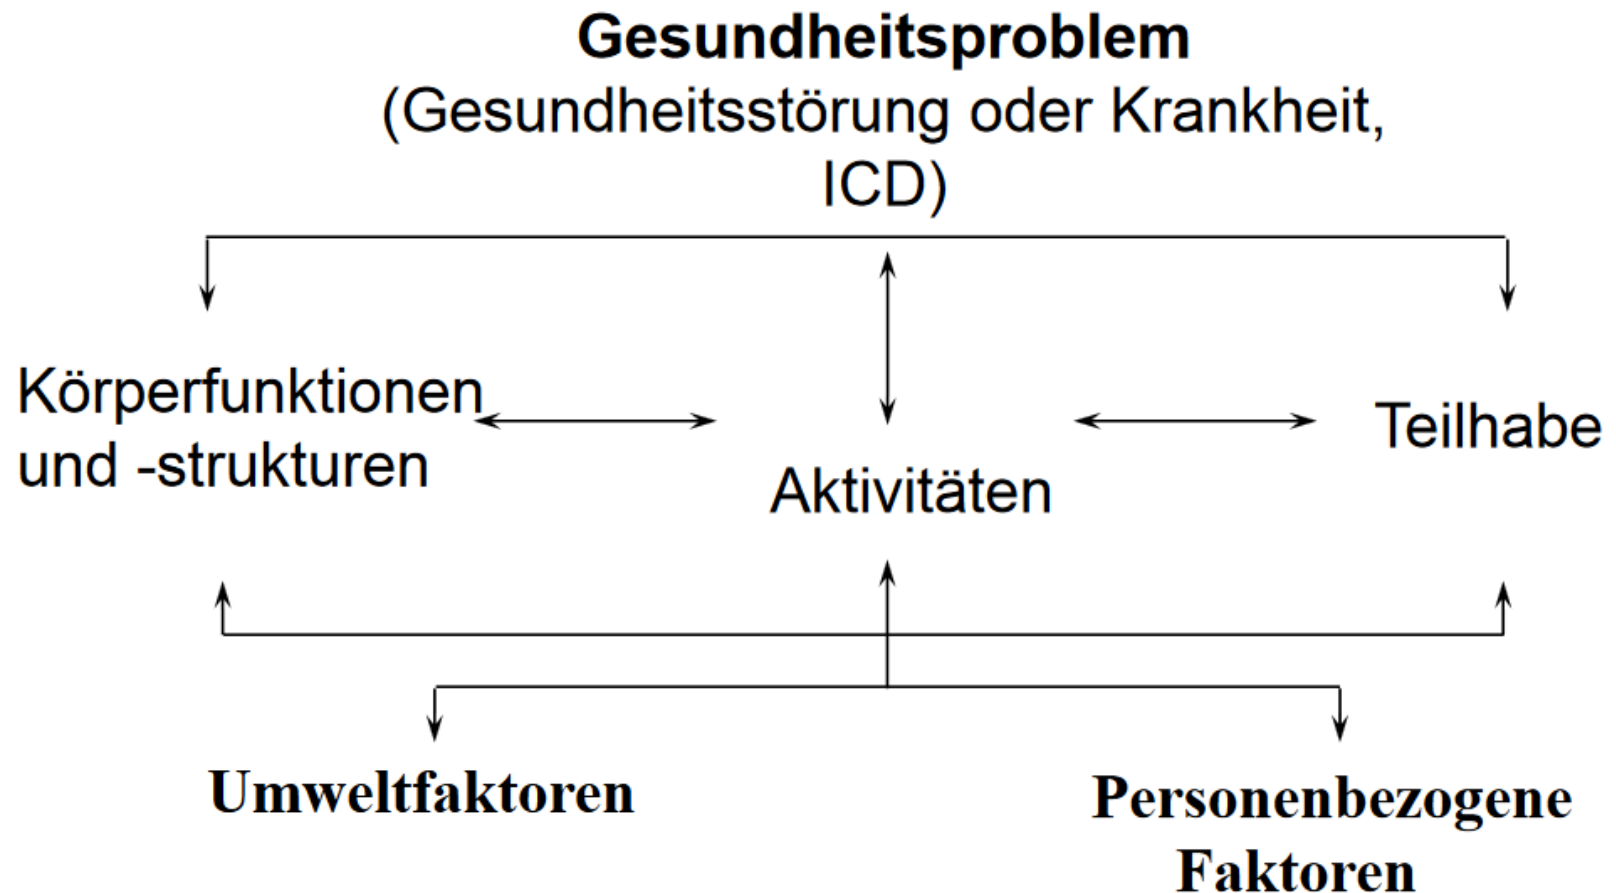 Gesundheitsproblem
(Gesundheitsstörung oder Krankheit,
ICD)
Körperfunktionen
und -strukturen
Aktivitäten
Teilhabe
Umweltfaktoren
Personenbezogene
Faktoren